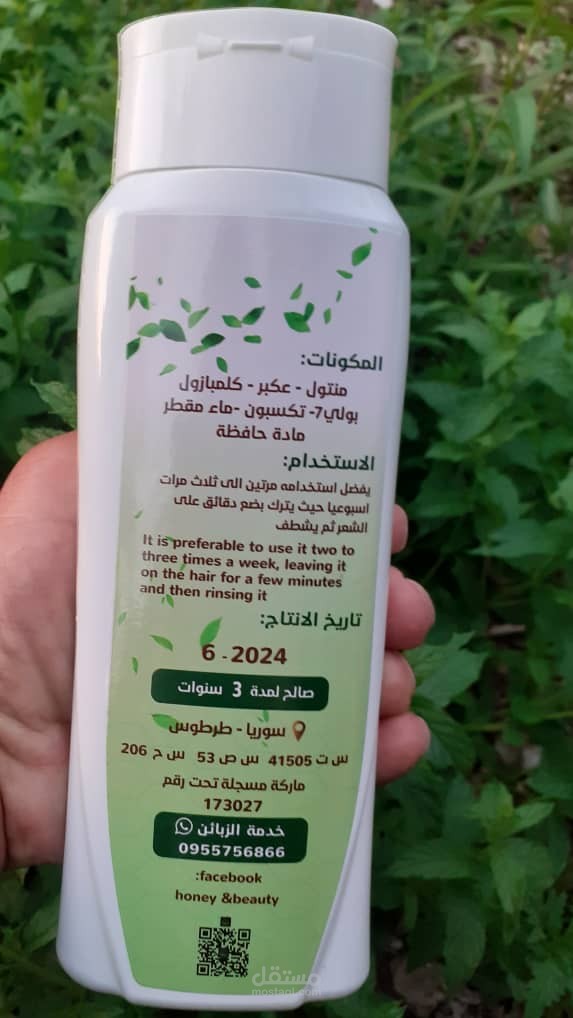 المكونات:
منتول - عكبر - كلمبازول
بولي7- تكسبون -ماء مقطر
مادة حافظة
الاستخدام:
يفضل استخدامه مرتين الى ثلاث مرات
اسبوعيا حيث يترك بضع دقائق على
الشعر ثم يشطف
It is preferable to use it two to
three times a week, leaving it
on the hair for a few minutes
and then rinsing it
تاريخ الانتاج:
6 - 2024
صالح لمدة 3 سنوات
سوريا - طرطوس
س ت 41505 س ص 53 س ح 206
ماركة مسجلة تحت رقم
173027
خدمة الزبائن
0955756866
facebook:
honey &beauty
مستقل
mostaql.com